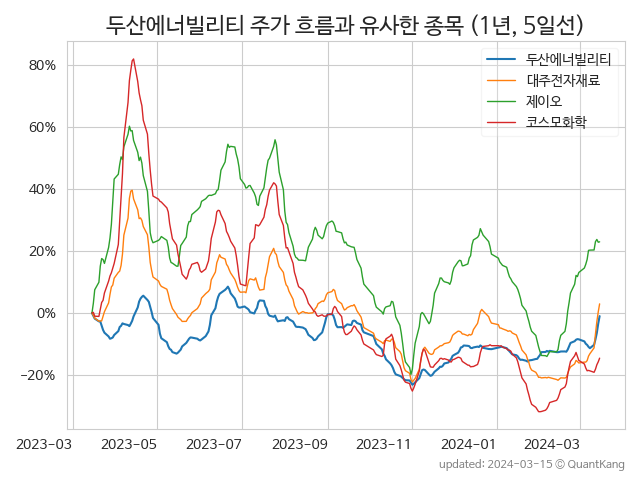 두산에너빌리티 주가 흐름과 유사한 종목 (1년, 5일선)
두산에너빌리티
대주전자재료
제이오
코스모화학
80%
60%
40%
20%
0%
−20%
2023-03
2023-05
2023-07
2023-09
2023-11
2024-01
2024-03
updated: 2024-03-15 ⓒ QuantKang